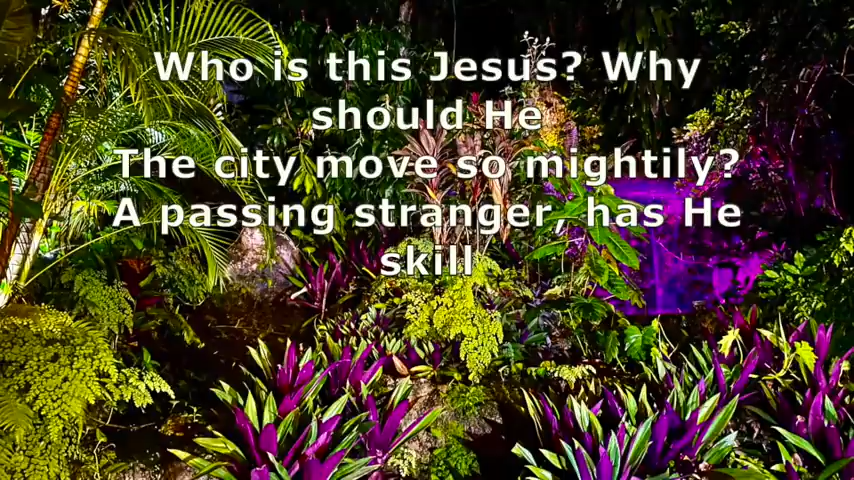 Who is this Jesus? Why
should He
The city move so mightily?
A passing stranger, has He
skill